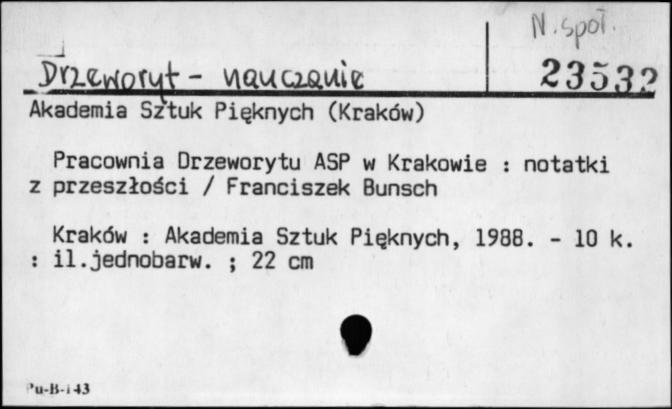 N. społ.
Drzeworyt - nauczanie
23532
Akademia Sztuk Pięknych (Kraków)
Pracownia Drzeworytu ASP w Krakowie : notatki
z przeszłości / Franciszek Bunsch
Kraków : Akademia Sztuk Pięknych, 1988. - 10 k.
: il.jednobarw. ; 22 cm
Pu-B-143